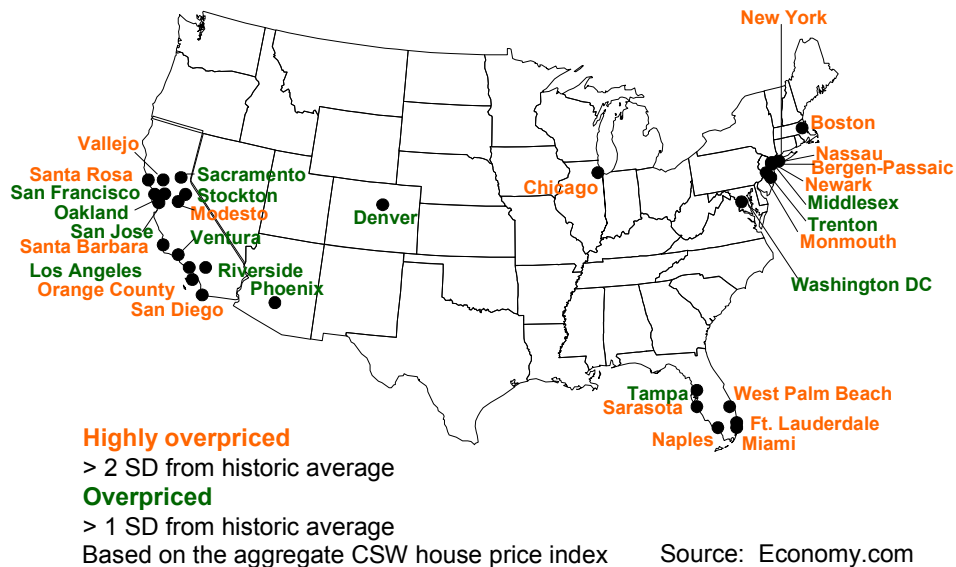 New York
Boston
Vallejo
Nassau
Bergen-Passaic
Santa Rosa
Sacramento
Chicago
Newark
San Francisco
Stockton
Middlesex
Oakland
Modesto
Denver
Trenton
San Jose
Ventura
Monmouth
Santa Barbara
Los Angeles
Riverside
Washington DC
Orange County
Phoenix
San Diego
Tampa
West Palm Beach
Sarasota
Ft. Lauderdale
Naples
Miami
Highly overpriced
> 2 SD from historic average
Overpriced
> 1 SD from historic average
Based on the aggregate CSW house price index
Source: Economy.com